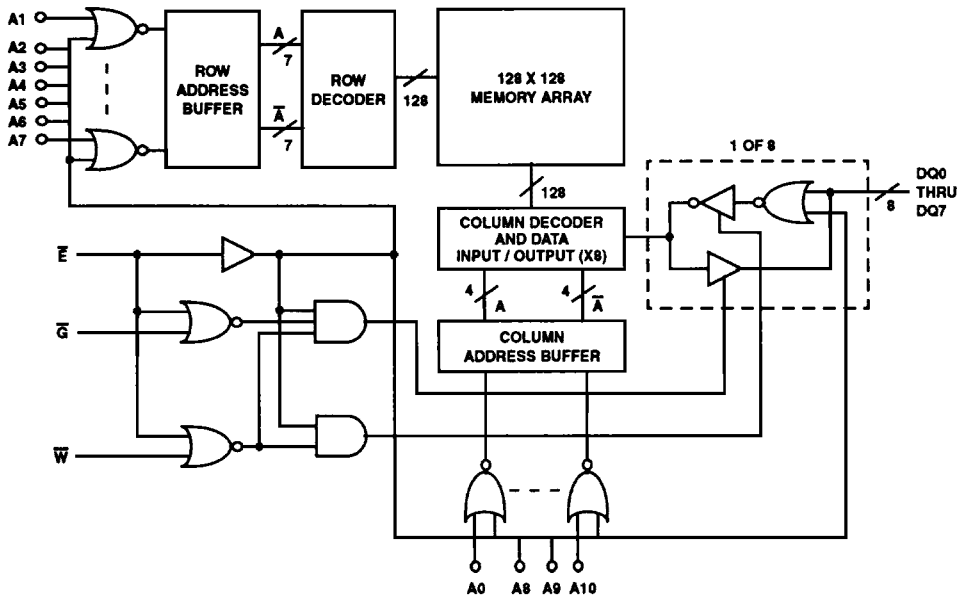 A1
A2
A3
A4
A5
A6
A7
ROW
ADDRESS
BUFFER
A
7
A̅
7
ROW
DECODER
128
128 X 128
MEMORY ARRAY
128
1 OF 8
DQ0
THRU
DQ7
8
COLUMN DECODER
AND DATA
INPUT / OUTPUT (X8)
4
A
4
A̅
COLUMN
ADDRESS BUFFER
E̅
G̅
W̅
A0
A8
A9
A10